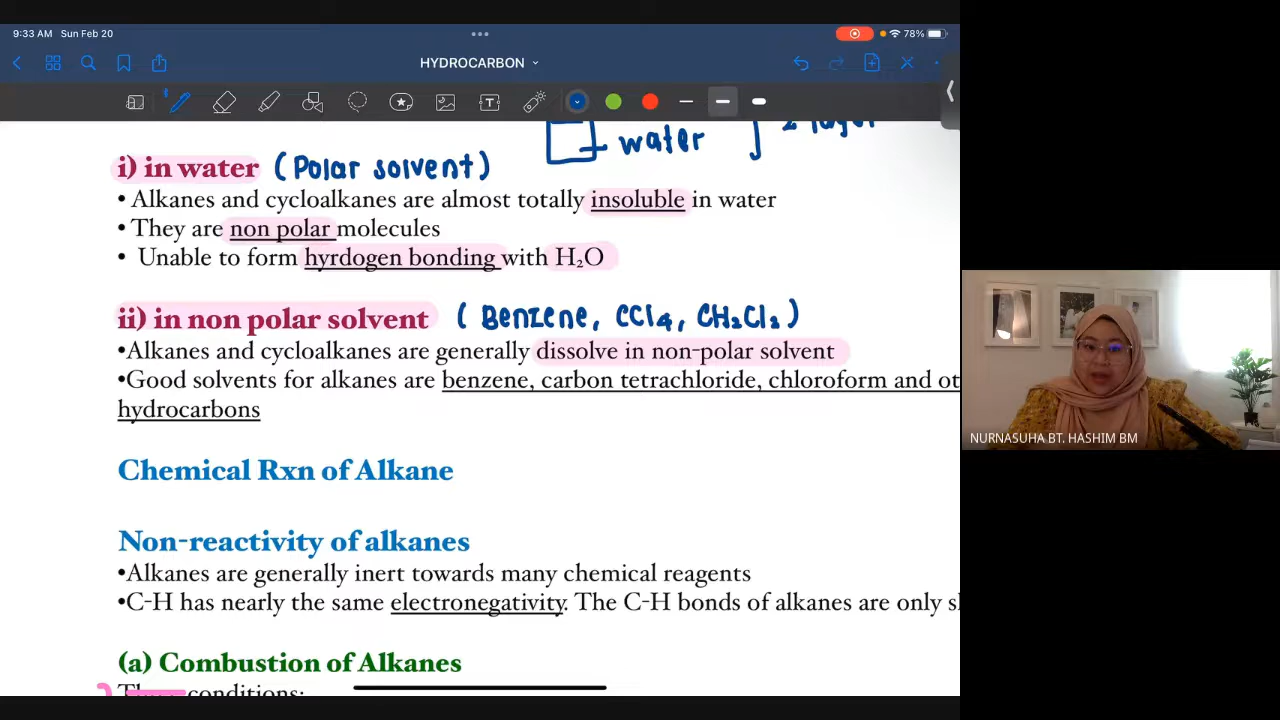 9:33 AM Sun Feb 20
78%
HYDROCARBON
water
2 layer
i) in water (Polar solvent)
• Alkanes and cycloalkanes are almost totally insoluble in water
• They are non polar molecules
• Unable to form hyrdogen bonding with H₂O
ii) in non polar solvent (Benzene, CCl₄, CH₂Cl₂)
•Alkanes and cycloalkanes are generally dissolve in non-polar solvent
•Good solvents for alkanes are benzene, carbon tetrachloride, chloroform and ot
hydrocarbons
NURNASUHA BT. HASHIM BM
Chemical Rxn of Alkane
Non-reactivity of alkanes
•Alkanes are generally inert towards many chemical reagents
•C-H has nearly the same electronegativity. The C-H bonds of alkanes are only sl
(a) Combustion of Alkanes
conditions: